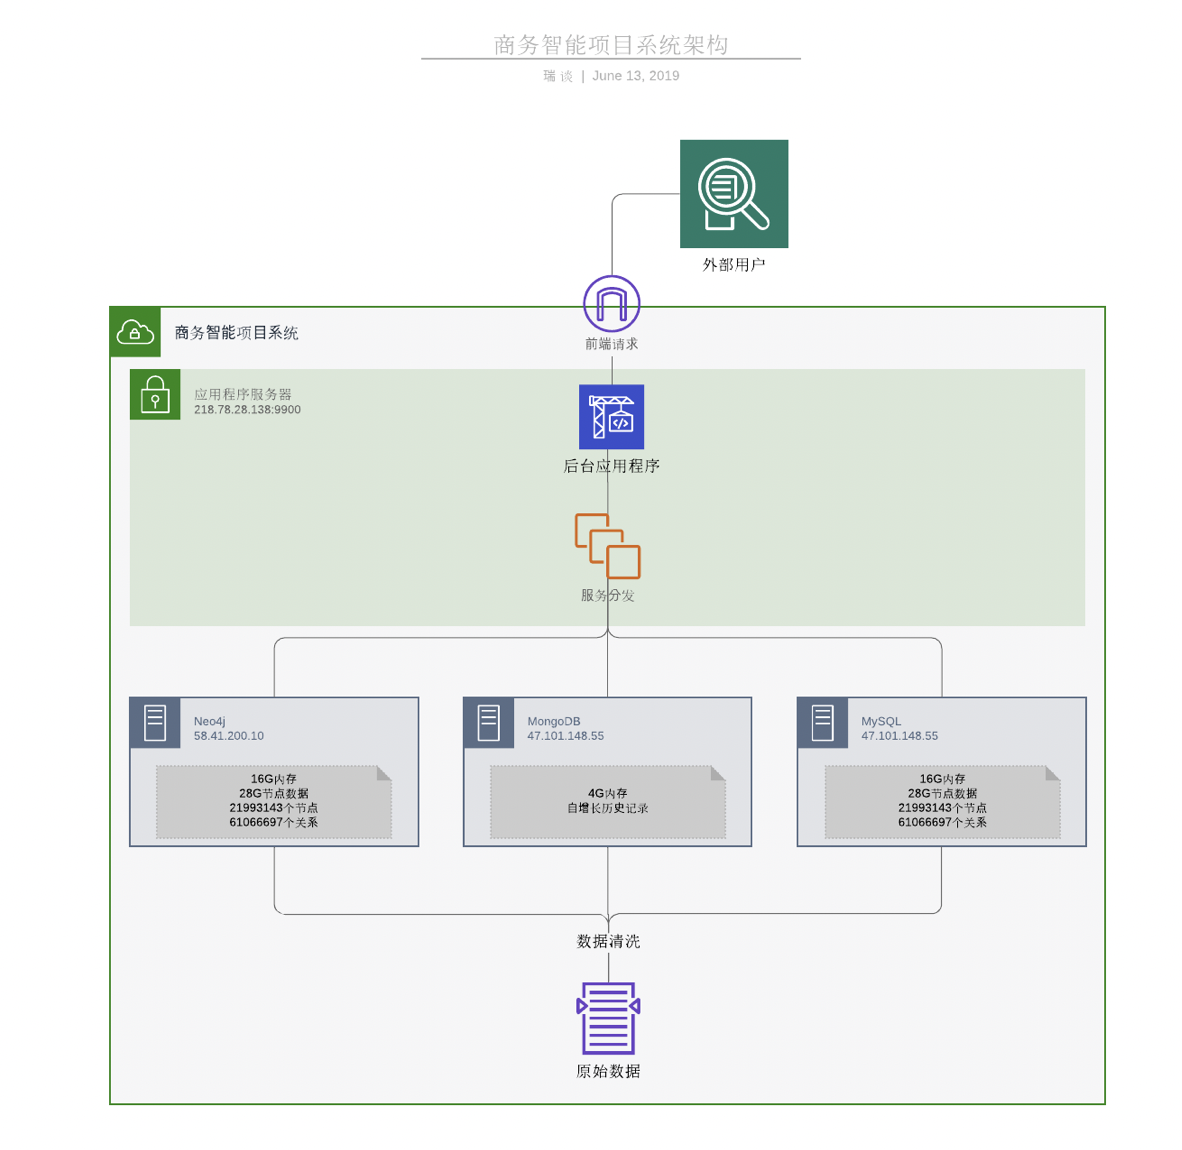 商务智能项目系统架构
瑞 谈 | June 13, 2019
外部用户
前端请求
商务智能项目系统
应用程序服务器
218.78.28.138:9900
后台应用程序
服务分发
Neo4j
58.41.200.10
16G内存
28G节点数据
21993143个节点
61066697个关系
MongoDB
47.101.148.55
4G内存
自增长历史记录
MySQL
47.101.148.55
16G内存
28G节点数据
21993143个节点
61066697个关系
数据清洗
原始数据